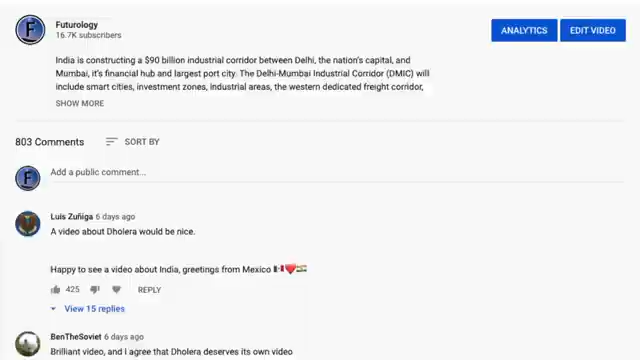 Futurology
16.7K subscribers
ANALYTICS
EDIT VIDEO
India is constructing a $90 billion industrial corridor between Delhi, the nation's capital, and
Mumbai, it's financial hub and largest port city. The Delhi-Mumbai Industrial Corridor (DMIC) will
include smart cities, investment zones, industrial areas, the western dedicated freight corridor,
SHOW MORE
803 Comments
SORT BY
F
Add a public comment...
Luis Zuñiga 6 days ago
A video about Dholera would be nice.
Happy to see a video about India, greetings from Mexico 🇲🇽❤️🇮🇳
425
REPLY
View 15 replies
BenTheSoviet 6 days ago
Brilliant video, and I agree that Dholera deserves its own video